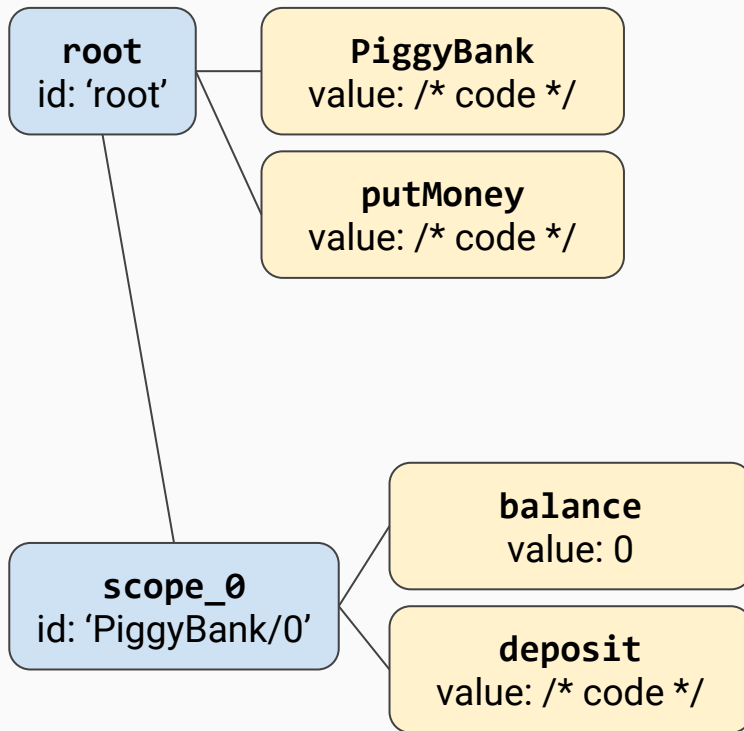 root
id: ‘root’
PiggyBank
value: /* code */
putMoney
value: /* code */
scope_0
id: ‘PiggyBank/0’
balance
value: 0
deposit
value: /* code */